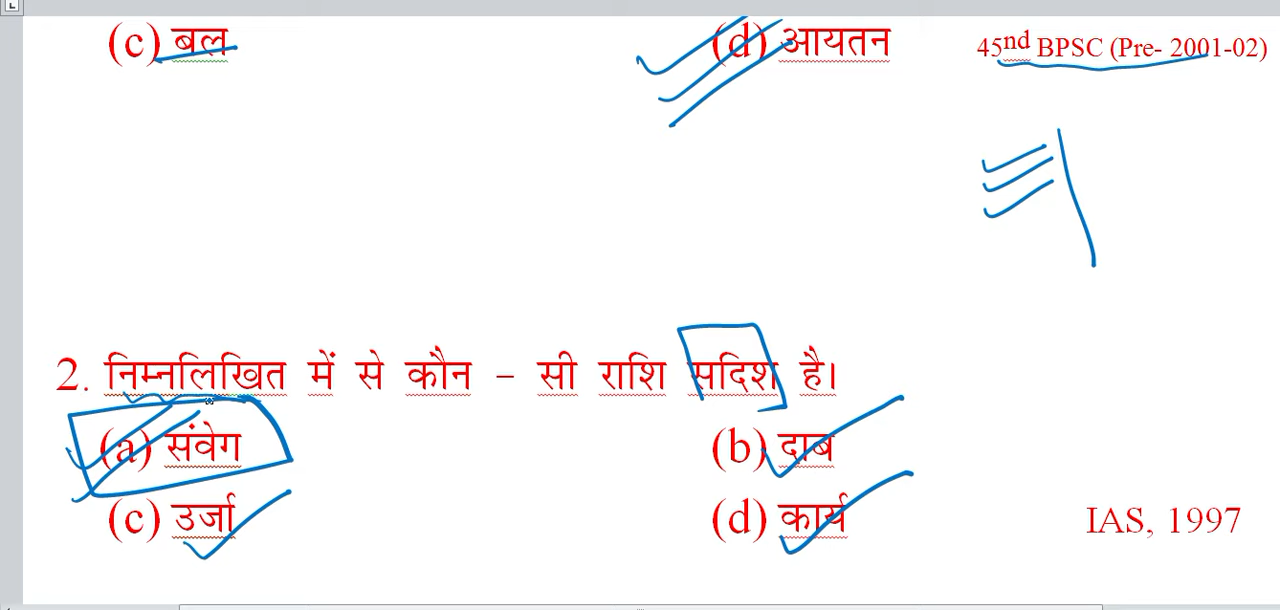 (c) बल (d) आयतन 45nd BPSC (Pre- 2001-02)
2. निम्नलिखित में से कौन – सी राशि सदिश है।
(a) संवेग (b) दाब
(c) उर्जा (d) कार्य IAS, 1997